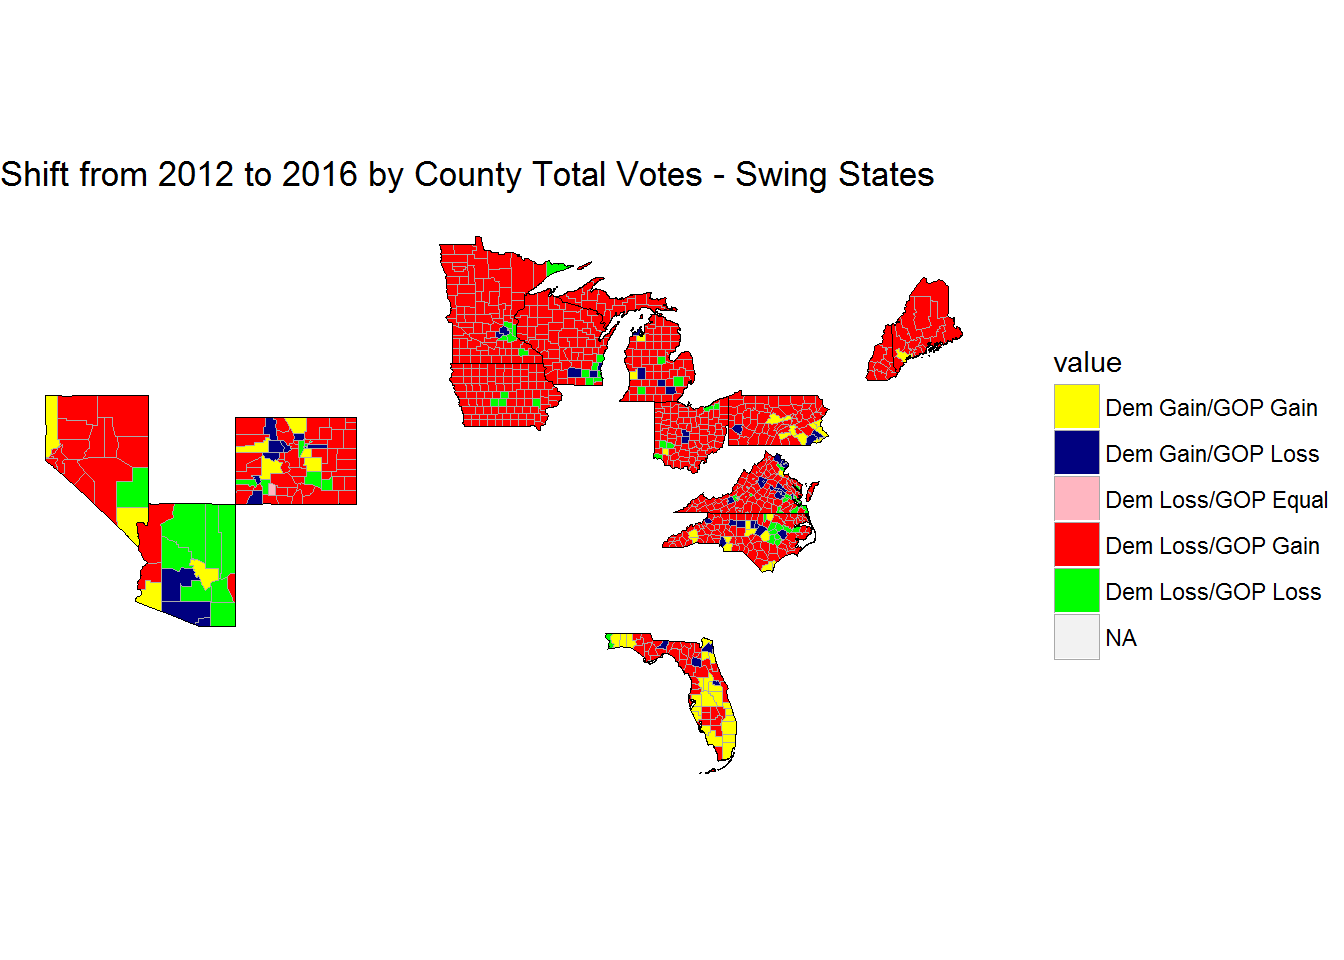 Shift from 2012 to 2016 by County Total Votes - Swing States
value
Dem Gain/GOP Gain
Dem Gain/GOP Loss
Dem Loss/GOP Equal
Dem Loss/GOP Gain
Dem Loss/GOP Loss
NA